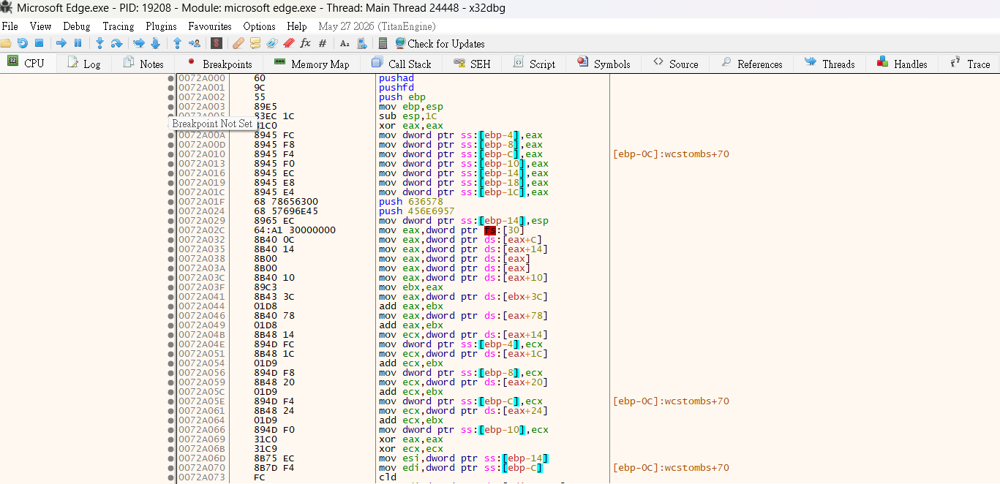 Microsoft Edge.exe - PID: 19208 - Module: microsoft edge.exe - Thread: Main Thread 24448 - x32dbg
File View Debug Tracing Plugins Favourites Options Help May 27 2026 (TitanEngine)
Check for Updates
CPU Log Notes Breakpoints Memory Map Call Stack SEH Script Symbols Source References Threads Handles Trace
0072A000 60 pushad
0072A001 9C pushfd
0072A002 55 push ebp
0072A003 89E5 mov ebp,esp
0072A005 83EC 1C sub esp,1C
Breakpoint Not Set 31C0 xor eax,eax
0072A00A 8945 FC mov dword ptr ss:[ebp-4],eax
0072A00D 8945 F8 mov dword ptr ss:[ebp-8],eax
0072A010 8945 F4 mov dword ptr ss:[ebp-C],eax [ebp-0C]:wcstombs+70
0072A013 8945 F0 mov dword ptr ss:[ebp-10],eax
0072A016 8945 EC mov dword ptr ss:[ebp-14],eax
0072A019 8945 E8 mov dword ptr ss:[ebp-18],eax
0072A01C 8945 E4 mov dword ptr ss:[ebp-1C],eax
0072A01F 68 78656300 push 636578
0072A024 68 57696E45 push 456E6957
0072A029 8965 EC mov dword ptr ss:[ebp-14],esp
0072A02C 64:A1 30000000 mov eax,dword ptr fs:[30]
0072A032 8B40 0C mov eax,dword ptr ds:[eax+C]
0072A035 8B40 14 mov eax,dword ptr ds:[eax+14]
0072A038 8B00 mov eax,dword ptr ds:[eax]
0072A03A 8B00 mov eax,dword ptr ds:[eax]
0072A03C 8B40 10 mov eax,dword ptr ds:[eax+10]
0072A03F 89C3 mov ebx,eax
0072A041 8B43 3C mov eax,dword ptr ds:[ebx+3C]
0072A044 01D8 add eax,ebx
0072A046 8B40 78 mov eax,dword ptr ds:[eax+78]
0072A049 01D8 add eax,ebx
0072A04B 8B48 14 mov ecx,dword ptr ds:[eax+14]
0072A04E 894D FC mov dword ptr ss:[ebp-4],ecx
0072A051 8B48 1C mov ecx,dword ptr ds:[eax+1C]
0072A054 01D9 add ecx,ebx
0072A056 894D F8 mov dword ptr ss:[ebp-8],ecx
0072A059 8B48 20 mov ecx,dword ptr ds:[eax+20]
0072A05C 01D9 add ecx,ebx
0072A05E 894D F4 mov dword ptr ss:[ebp-C],ecx [ebp-0C]:wcstombs+70
0072A061 8B48 24 mov ecx,dword ptr ds:[eax+24]
0072A064 01D9 add ecx,ebx
0072A066 894D F0 mov dword ptr ss:[ebp-10],ecx
0072A069 31C0 xor eax,eax
0072A06B 31C9 xor ecx,ecx
0072A06D 8B75 EC mov esi,dword ptr ss:[ebp-14]
0072A070 8B7D F4 mov edi,dword ptr ss:[ebp-C] [ebp-0C]:wcstombs+70
0072A073 FC cld